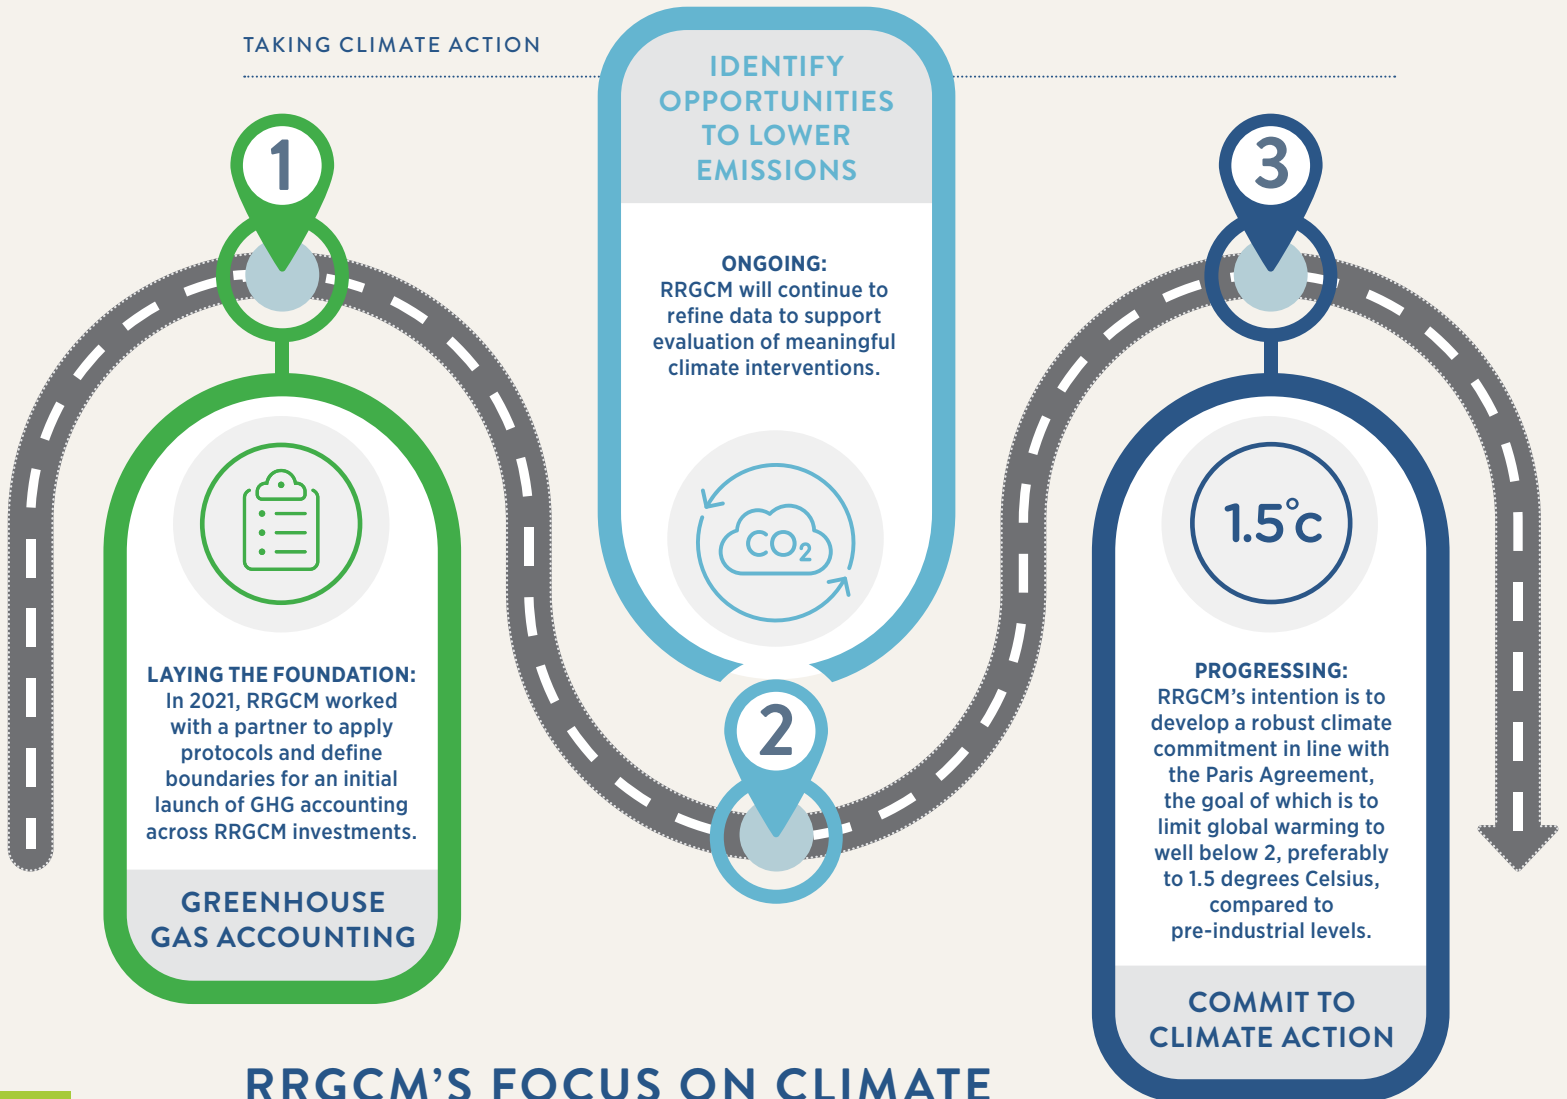 TAKING CLIMATE ACTION
1
LAYING THE FOUNDATION:
In 2021, RRGCM worked
with a partner to apply
protocols and define
boundaries for an initial
launch of GHG accounting
across RRGCM investments.
GREENHOUSE
GAS ACCOUNTING
IDENTIFY
OPPORTUNITIES
TO LOWER
EMISSIONS
ONGOING:
RRGCM will continue to
refine data to support
evaluation of meaningful
climate interventions.
CO₂
2
3
1.5°c
PROGRESSING:
RRGCM’s intention is to
develop a robust climate
commitment in line with
the Paris Agreement,
the goal of which is to
limit global warming to
well below 2, preferably
to 1.5 degrees Celsius,
compared to
pre-industrial levels.
COMMIT TO
CLIMATE ACTION
RRGCM’S FOCUS ON CLIMATE